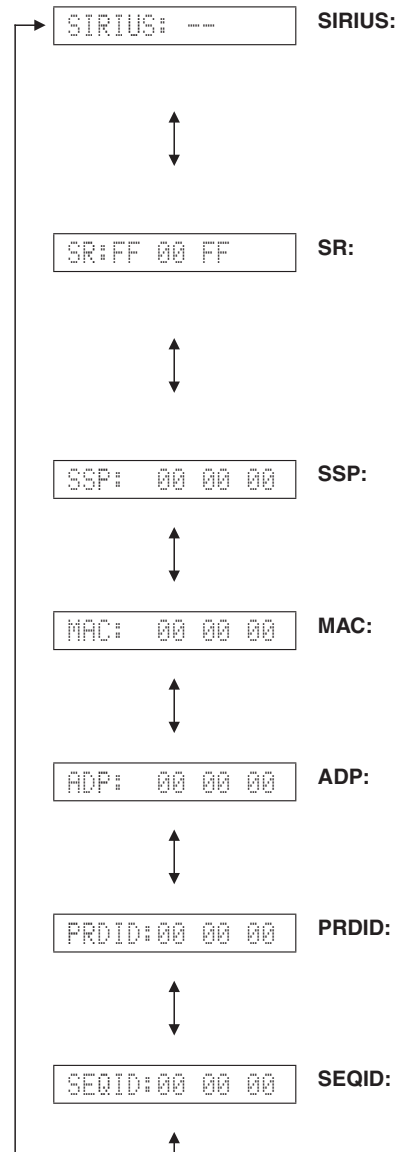 SIRIUS: -- SIRIUS:
SR:FF 00 FF SR:
SSP: 00 00 00 SSP:
MAC: 00 00 00 MAC:
ADP: 00 00 00 ADP:
PRDID:00 00 00 PRDID:
SEQID:00 00 00 SEQID: